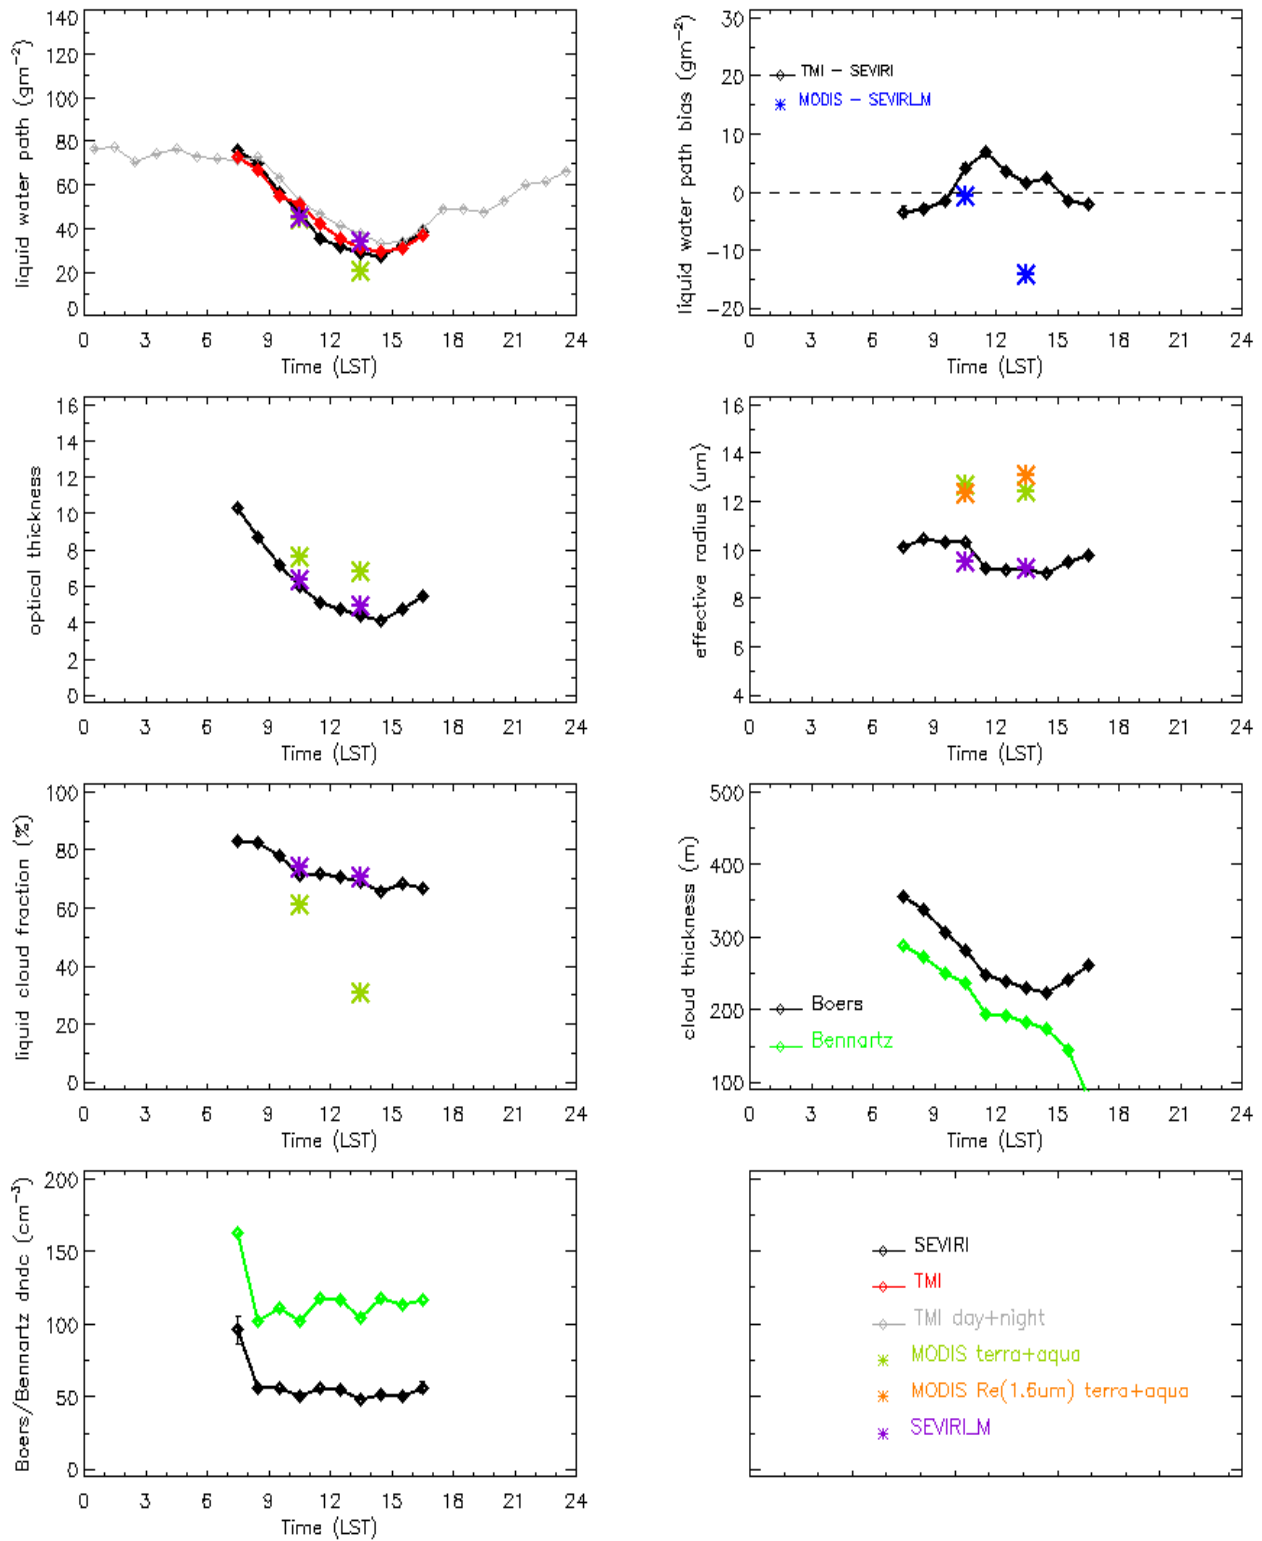 liquid water path (gm−2)
140
120
100
80
60
40
20
0
0 3 6 9 12 15 18 21 24
Time (LST)
liquid water path bias (gm−2)
30
20
10
0
−10
−20
TMI − SEVIRI
MODIS − SEVIRI_M
0 3 6 9 12 15 18 21 24
Time (LST)
optical thickness
16
14
12
10
8
6
4
2
0
0 3 6 9 12 15 18 21 24
Time (LST)
effective radius (um)
16
14
12
10
8
6
4
0 3 6 9 12 15 18 21 24
Time (LST)
liquid cloud fraction (%)
100
80
60
40
20
0
0 3 6 9 12 15 18 21 24
Time (LST)
cloud thickness (m)
500
400
300
200
100
Boers
Bennartz
0 3 6 9 12 15 18 21 24
Time (LST)
Boers/Bennartz dndc (cm−3)
200
150
100
50
0
0 3 6 9 12 15 18 21 24
Time (LST)
SEVIRI
TMI
TMI day+night
MODIS terra+aqua
MODIS Re(1.6um) terra+aqua
SEVIRI_M